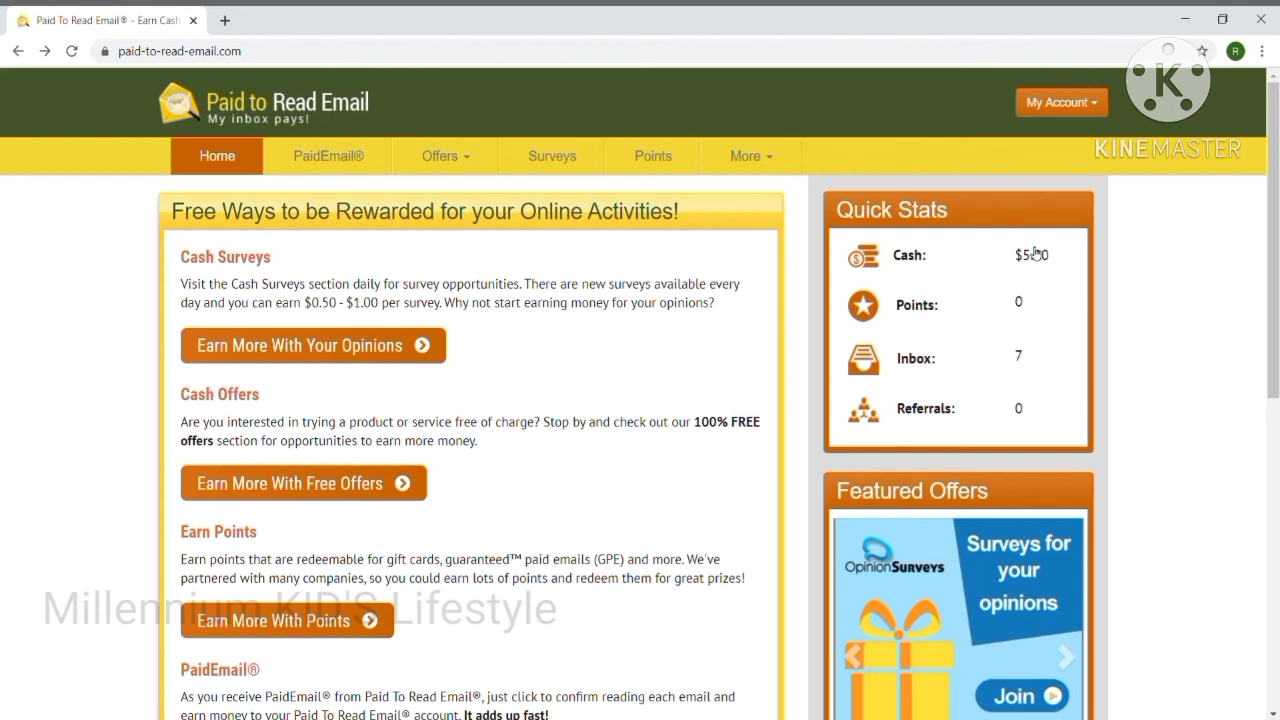 Paid To Read Email® - Earn Cash
paid-to-read-email.com
R
K
KINEMASTER
Paid to Read Email
My inbox pays!
My Account
Home
PaidEmail®
Offers
Surveys
Points
More
Free Ways to be Rewarded for your Online Activities!
Cash Surveys
Visit the Cash Surveys section daily for survey opportunities. There are new surveys available every
day and you can earn $0.50 - $1.00 per survey. Why not start earning money for your opinions?
Earn More With Your Opinions
Cash Offers
Are you interested in trying a product or service free of charge? Stop by and check out our 100% FREE
offers section for opportunities to earn more money.
Earn More With Free Offers
Earn Points
Earn points that are redeemable for gift cards, guaranteed™ paid emails (GPE) and more. We've
partnered with many companies, so you could earn lots of points and redeem them for great prizes!
Earn More With Points
Millennium KID'S Lifestyle
PaidEmail®
As you receive PaidEmail® from Paid To Read Email®, just click to confirm reading each email and
earn money to your Paid To Read Email® account. It adds up fast!
Quick Stats
Cash:
Points: 0
Inbox: 7
Referrals: 0
Featured Offers
OpinionSurveys
Surveys for
your
opinions
Join